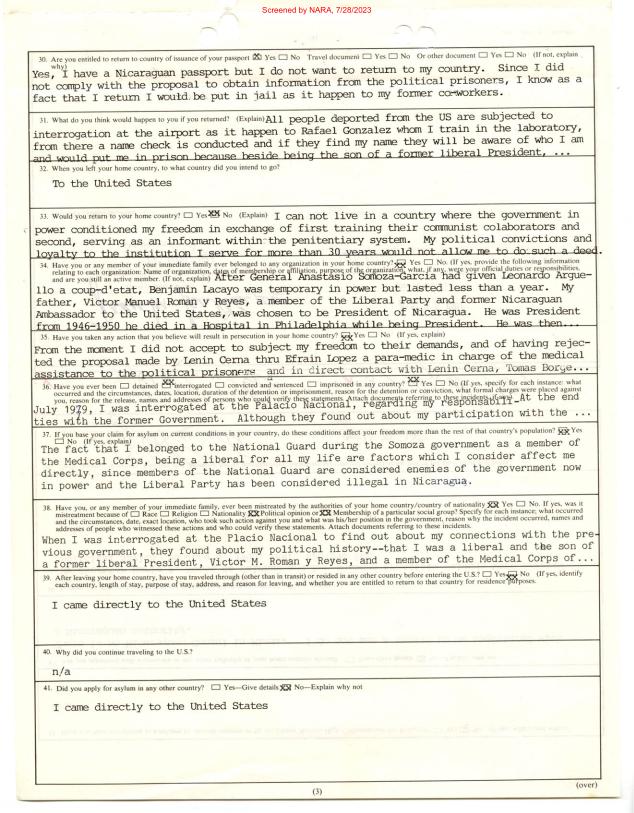 Screened by NARA, 7/28/2023
30. Are you entitled to return to country of issuance of your passport ☒ Yes ☐ No Travel document ☐ Yes ☐ No Or other document ☐ Yes ☐ No (If not, explain
why)
Yes, I have a Nicaraguan passport but I do not want to return to my country. Since I did
not comply with the proposal to obtain information from the political prisoners, I know as a
fact that I return I would be put in jail as it happen to my former co-workers.
31. What do you think would happen to you if you returned? (Explain) All people deported from the US are subjected to
interrogation at the airport as it happen to Rafael Gonzalez whom I train in the laboratory,
from there a name check is conducted and if they find my name they will be aware of who I am
and would put me in prison because beside being the son of a former liberal President, ...
32. When you left your home country, to what country did you intend to go?
To the United States
33. Would you return to your home country? ☐ Yes XX No (Explain) I can not live in a country where the government in
power conditioned my freedom in exchange of first training their communist colaborators and
second, serving as an informant within the penitentiary system. My political convictions and
loyalty to the institution I serve for more than 30 years would not allow me to do such a deed.
34. Have you or any member of your immediate family ever belonged to any organization in your home country? XX Yes ☐ No (If yes, provide the following information
relating to each organization: Name of organization, dates of membership or affiliation, purpose of the organization, what, if any, were your official duties or responsibilities,
and are you still an active member. (If not, explain) After General Anastasio Somoza-Garcia had given Leonardo Argue-
llo a coup-d'etat, Benjamin Lacayo was temporary in power but lasted less than a year. My
father, Victor Manuel Roman y Reyes, a member of the Liberal Party and former Nicaraguan
Ambassador to the United States, was chosen to be President of Nicaragua. He was President
from 1946-1950 he died in a Hospital in Philadelphia while being President. He was then...
35. Have you taken any action that you believe will result in persecution in your home country? XX Yes ☐ No (If yes, explain)
From the moment I did not accept to subject my freedom to their demands, and of having rejec-
ted the proposal made by Lenin Cerna thru Efrain Lopez a para-medic in charge of the medical
assistance to the political prisoners and in direct contact with Lenin Cerna, Tomas Borge...
36. Have you ever been ☐ detained XX interrogated ☐ convicted and sentenced ☐ imprisoned in any country? XX Yes ☐ No (If yes, specify for each instance: what
occurred and the circumstances, dates, location, duration of the detention or imprisonment, reason for the detention or conviction, what formal charges were placed against
you, reason for the release, names and addresses of persons who could verify these statements. Attach documents referring to these incidents, if any). At the end
July 1979, I was interrogated at the Palacio Nacional, regarding my responsabili-
ties with the former Government. Although they found out about my participation with the ...
37. If you base your claim for asylum on current conditions in your country, do these conditions affect your freedom more than the rest of that country's population? XX Yes
☐ No (If yes, explain)
The fact that I belonged to the National Guard during the Somoza government as a member of
the Medical Corps, being a liberal for all my life are factors which I consider affect me
directly, since members of the National Guard are considered enemies of the government now
in power and the Liberal Party has been considered illegal in Nicaragua.
38. Have you, or any member of your immediate family, ever been mistreated by the authorities of your home country/country of nationality XX Yes ☐ No. If yes, was it
mistreatment because of ☐ Race ☐ Religion ☐ Nationality XX Political opinion or XX Membership of a particular social group? Specify for each instance; what occurred
and the circumstances, date, exact location, who took such action against you and what was his/her position in the government, reason why the incident occurred, names and
addresses of people who witnessed these actions and who could verify these statements. Attach documents referring to these incidents.
When I was interrogated at the Placio Nacional to find out about my connections with the pre-
vious government, they found about my political history--that I was a liberal and the son of
a former liberal President, Victor M. Roman y Reyes, and a member of the Medical Corps of...
39. After leaving your home country, have you traveled through (other than in transit) or resided in any other country before entering the U.S.? ☐ Yes XX No (If yes, identify
each country, length of stay, purpose of stay, address, and reason for leaving, and whether you are entitled to return to that country for residence purposes.
I came directly to the United States
40. Why did you continue traveling to the U.S.?
n/a
41. Did you apply for asylum in any other country? ☐ Yes—Give details XX No—Explain why not
I came directly to the United States
(3)
(over)